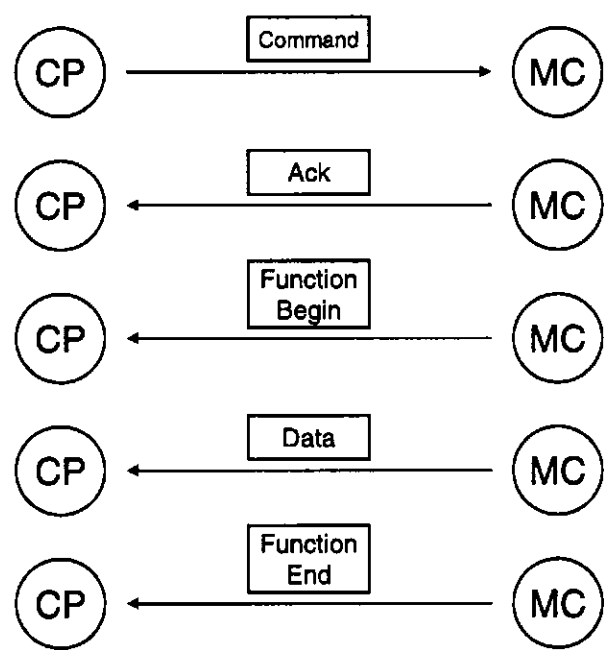 Command
CP MC
Ack
CP MC
Function
Begin
CP MC
Data
CP MC
Function
End
CP MC